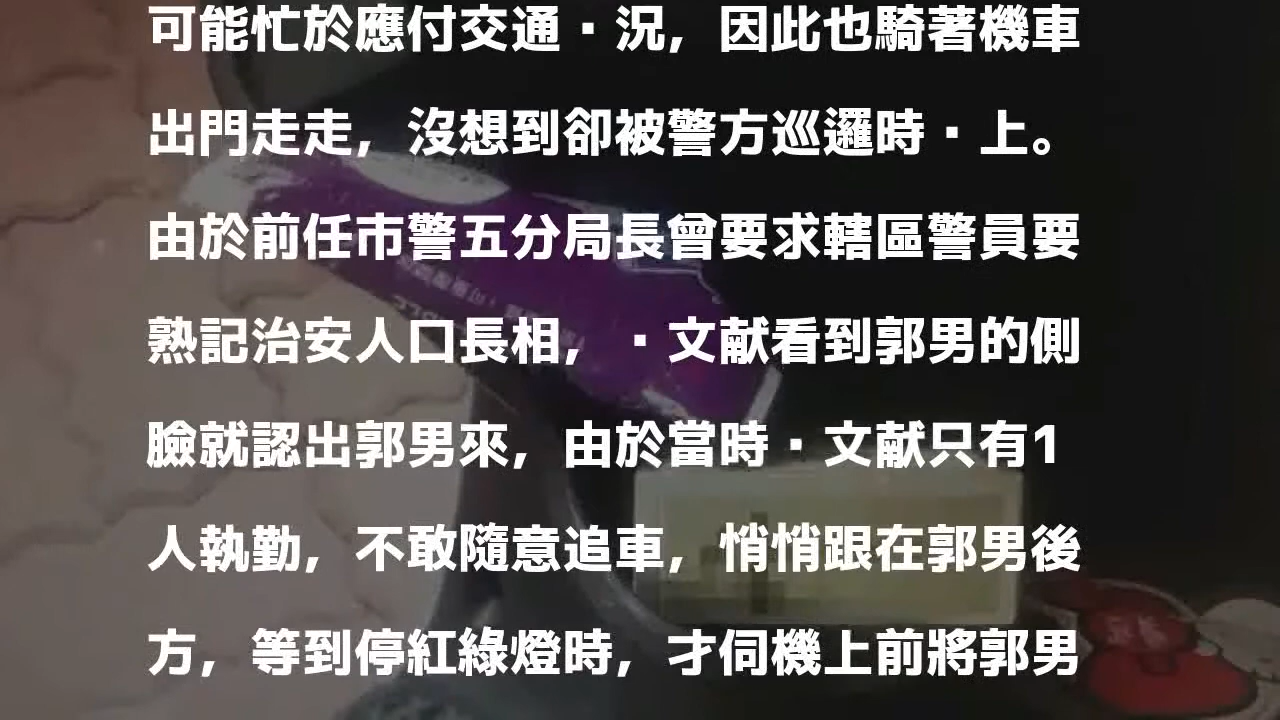 可能忙於應付交通▪況，因此也騎著機車
出門走走，沒想到卻被警方巡邏時▪上。
由於前任市警五分局長曾要求轄區警員要
熟記治安人口長相，▪文献看到郭男的側
臉就認出郭男來，由於當時▪文献只有1
人執勤，不敢隨意追車，悄悄跟在郭男後
方，等到停紅綠燈時，才伺機上前將郭男